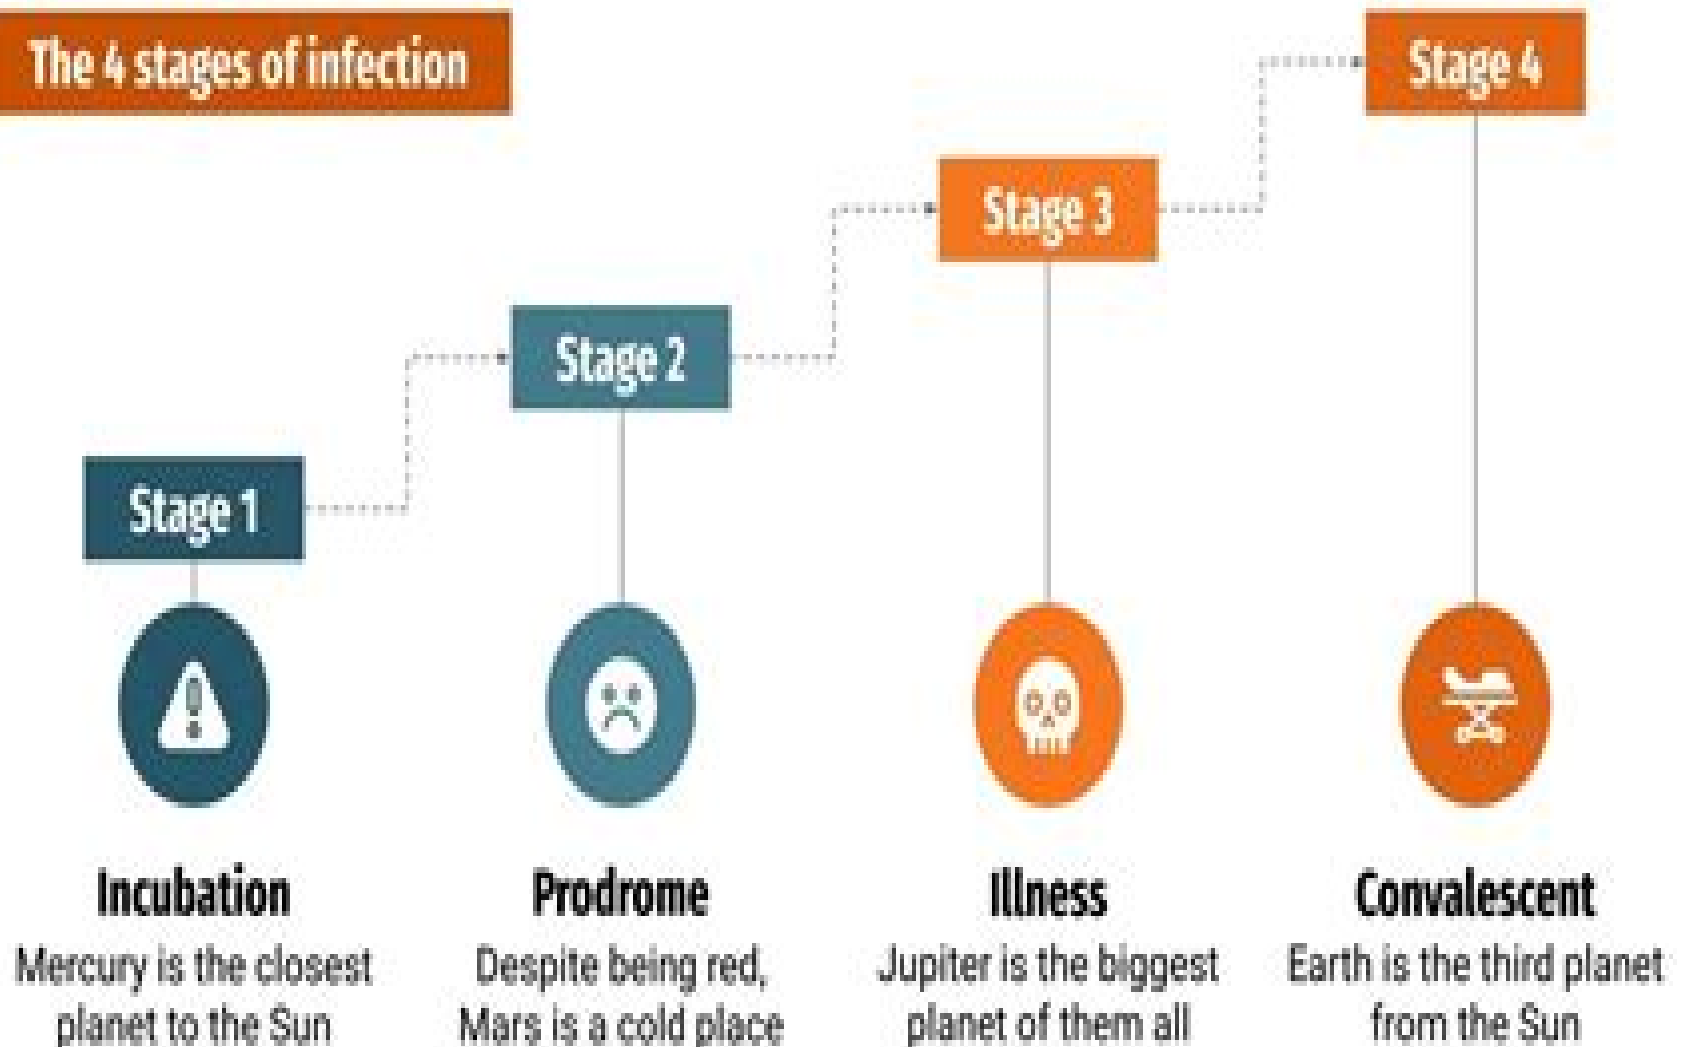 The 4 stages of infection
Stage 4
Stage 3
Stage 2
Stage 1
Incubation
Mercury is the closest
planet to the Sun
Prodrome
Despite being red,
Mars is a cold place
Illness
Jupiter is the biggest
planet of them all
Convalescent
Earth is the third planet
from the Sun